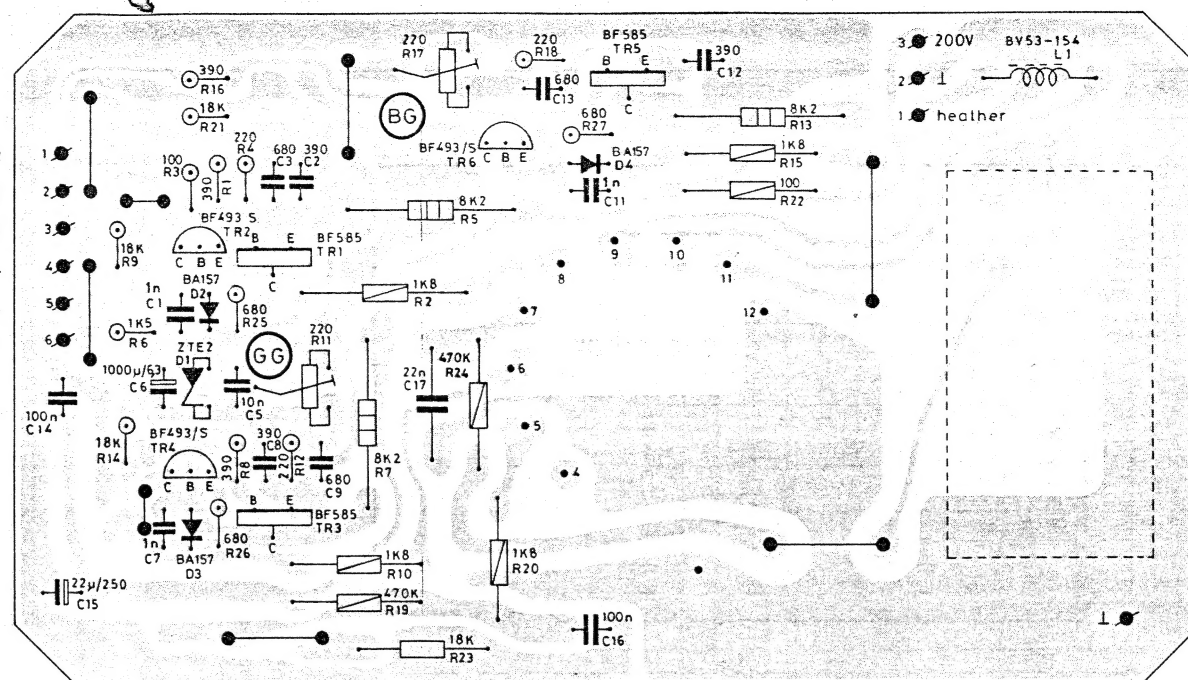 220
R17
220
R18
BF585
TR5
B E
C
390
C12
3 200V
BV53-154
L1
2 ⊥
1 heather
390
R16
680
C13
18K
R21
BG
8K2
R13
680
R27
220
R4
BF493/S
TR6
C B E
1K8
R15
BA157
D4
1
100
R3
390
R1
680
C3
390
C2
1n
C11
100
R22
2
8K2
R5
3
BF493 S
TR2
C B E
18K
R9
B E
BF585
TR1
C
9
10
4
8
11
BA157
D2
1n
C1
1K8
R2
5
680
R25
7
12
1K5
R6
220
R11
6
ZTE2
D1
GG
1000µ/63
C6
10n
C5
22n
C17
470K
R24
6
100n
C14
5
18K
R14
BF493/S
TR4
C B E
390
R8
390
C8
220
R12
680
C9
8K2
R7
4
B E
BF585
TR3
C
1n
C7
BA157
D3
680
R26
1K8
R10
1K8
R20
22µ/250
C15
470K
R19
100n
C16
⊥
18K
R23